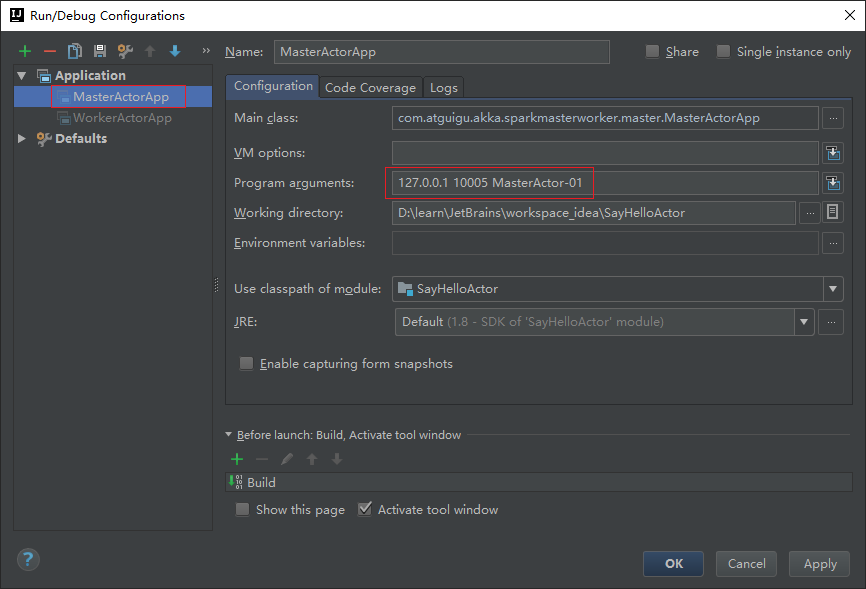 Run/Debug Configurations
Name: MasterActorApp Share Single instance only
Application
MasterActorApp
WorkerActorApp
Defaults
Configuration Code Coverage Logs
Main class: com.atguigu.akka.sparkmasterworker.master.MasterActorApp ...
VM options:
Program arguments: 127.0.0.1 10005 MasterActor-01
Working directory: D:\learn\JetBrains\workspace_idea\SayHelloActor ...
Environment variables: ...
Use classpath of module: SayHelloActor
JRE: Default (1.8 - SDK of 'SayHelloActor' module) ...
Enable capturing form snapshots
Before launch: Build, Activate tool window
Build
Show this page Activate tool window
? OK Cancel Apply